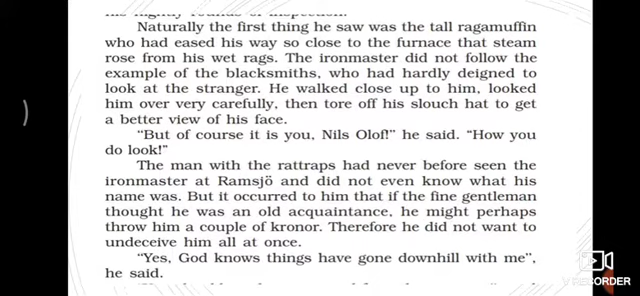 his nightly rounds of inspection.
Naturally the first thing he saw was the tall ragamuffin
who had eased his way so close to the furnace that steam
rose from his wet rags. The ironmaster did not follow the
example of the blacksmiths, who had hardly deigned to
look at the stranger. He walked close up to him, looked
him over very carefully, then tore off his slouch hat to get
a better view of his face.
“But of course it is you, Nils Olof!” he said. “How you
do look!”
The man with the rattraps had never before seen the
ironmaster at Ramsjö and did not even know what his
name was. But it occurred to him that if the fine gentleman
thought he was an old acquaintance, he might perhaps
throw him a couple of kronor. Therefore he did not want to
undeceive him all at once.
“Yes, God knows things have gone downhill with me”,
he said.
V RECORDER